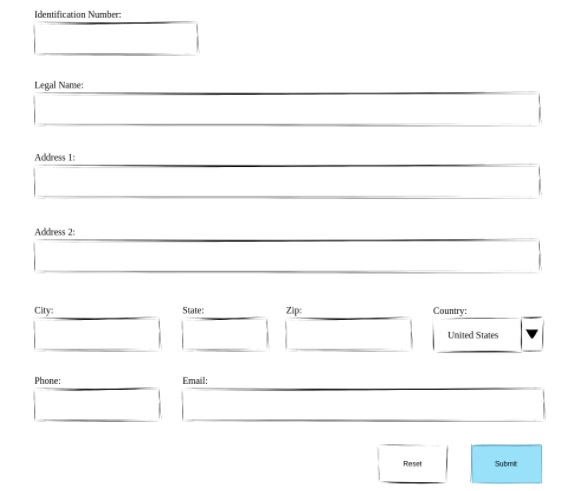 Identification Number:
Legal Name:
Address 1:
Address 2:
City: State: Zip: Country:
United States
Phone: Email:
Reset Submit